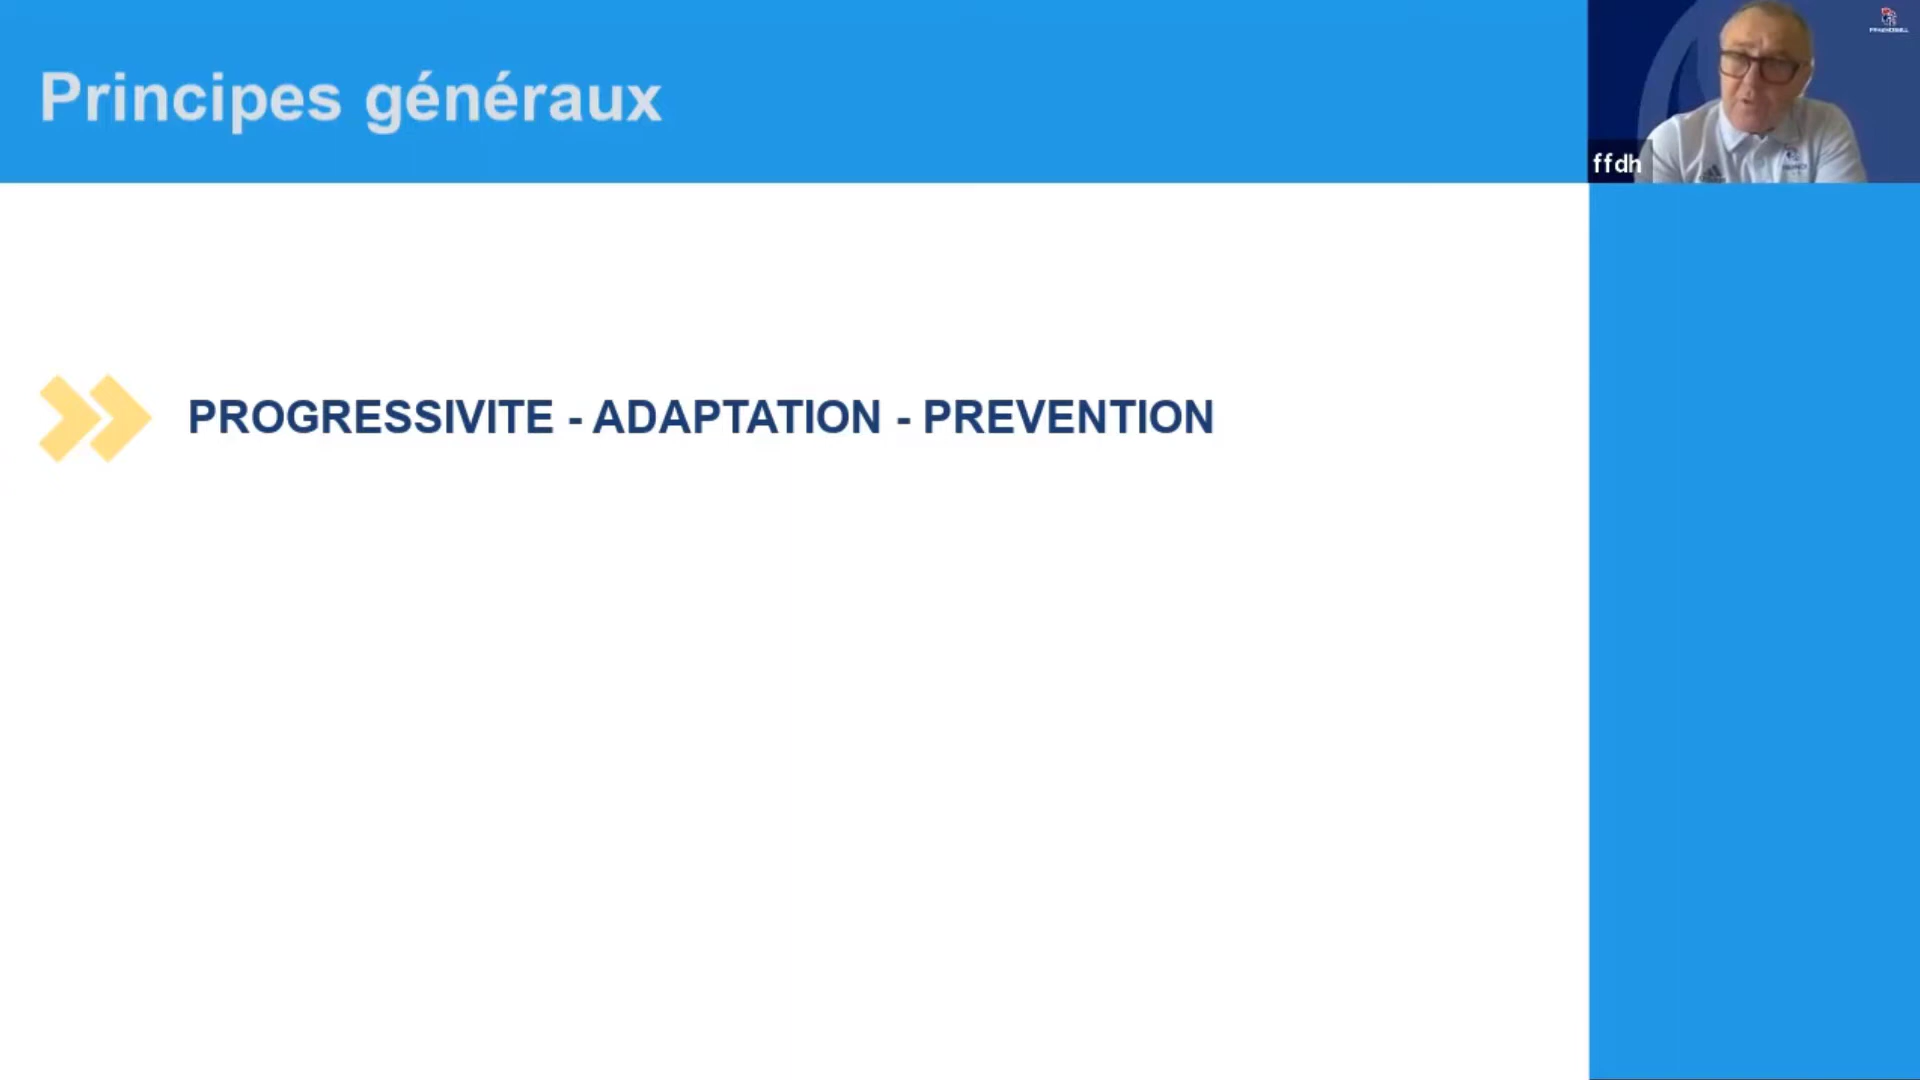 Principes généraux
ffdh
PROGRESSIVITE - ADAPTATION - PREVENTION